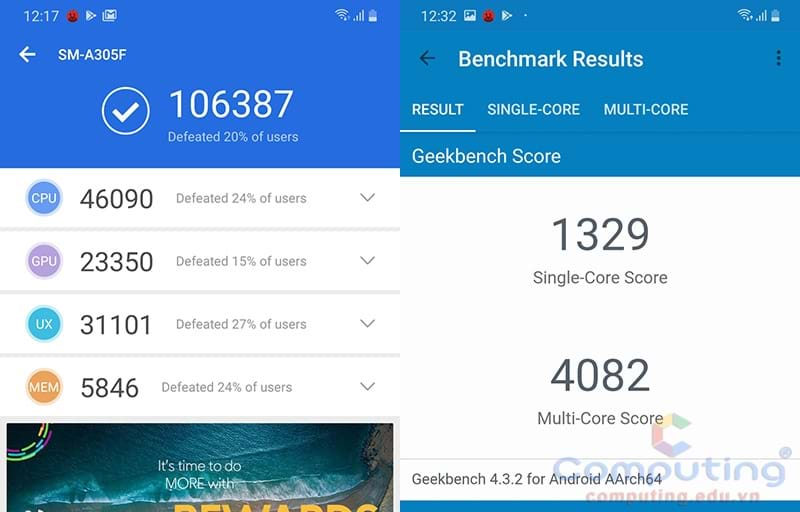 12:17
SM-A305F
106387
Defeated 20% of users
CPU 46090 Defeated 24% of users
GPU 23350 Defeated 15% of users
UX 31101 Defeated 27% of users
MEM 5846 Defeated 24% of users
It's time to do
MORE with
REWARDS
12:32
Benchmark Results
RESULT SINGLE-CORE MULTI-CORE
Geekbench Score
1329
Single-Core Score
4082
Multi-Core Score
Geekbench 4.3.2 for Android AArch64
Computing
computing.edu.vn